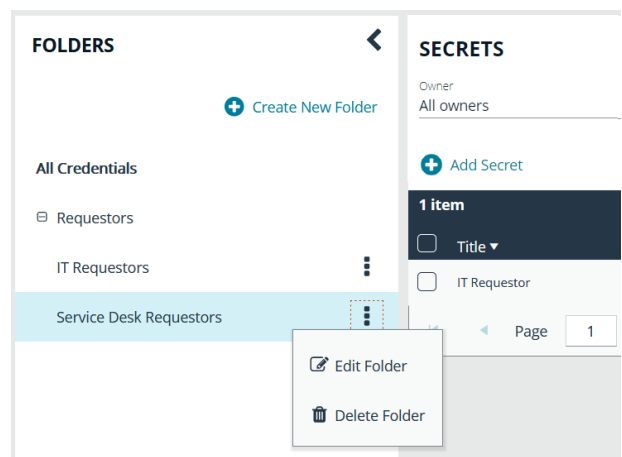 FOLDERS
Create New Folder
All Credentials
Requestors
IT Requestors
Service Desk Requestors
Edit Folder
Delete Folder
SECRETS
Owner
All owners
Add Secret
1 item
Title
IT Requestor
Page 1